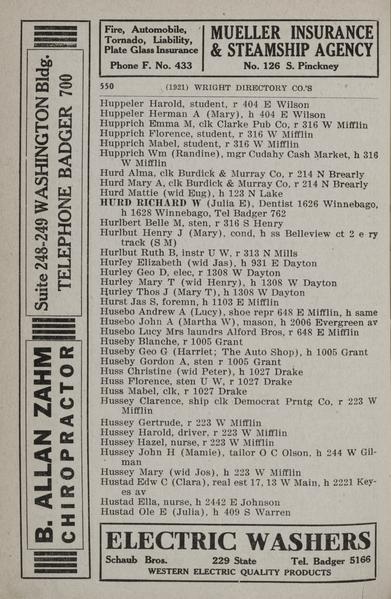 Fire, Automobile,
Tornado, Liability,
Plate Glass Insurance
Phone F. No. 433
MUELLER INSURANCE
& STEAMSHIP AGENCY
No. 126 S. Pinckney
550 (1921) WRIGHT DIRECTORY CO.'S
Huppeler Harold, student, r 404 E Wilson
Huppeler Herman A (Mary), h 404 E Wilson
Hupprich Emma M, clk Clarke Pub Co, r 316 W Mifflin
Hupprich Florence, student, r 316 W Mifflin
Hupprich Mabel, student, r 316 W Mifflin
Hupprich Wm (Randine), mgr Cudahy Cash Market, h 316
W Mifflin
Hurd Alma, clk Burdick & Murray Co, r 214 N Brearly
Hurd Mary A, clk Burdick & Murray Co, r 214 N Brearly
Hurd Mattie (wid Eug), h 123 N Lake
HURD RICHARD W (Julia E), Dentist 1626 Winnebago,
h 1628 Winnebago, Tel Badger 762
Hurlbert Belle M, sten, r 316 S Henry
Hurlbut Henry J (Mary), cond, h ss Belleview ct 2 e ry
track (S M)
Hurlbut Ruth B, instr U W, r 313 N Mills
Hurley Elizabeth (wid Jas), h 931 E Dayton
Hurley Geo D, elec, r 1308 W Dayton
Hurley Mary T (wid Henry), h 1308 W Dayton
Hurley Thos J (Mary T), h 1308 W Dayton
Hurst Jas S, foremn, h 1103 E Mifflin
Husebo Andrew A (Lucy), shoe repr 648 E Mifflin, h same
Husebo John A (Martha W), mason, h 2006 Evergreen av
Husebo Lucy Mrs laundrs Alford Bros, r 648 E Mifflin
Huseby Blanche, r 1005 Grant
Huseby Geo G (Harriet; The Auto Shop), h 1005 Grant
Huseby Gordon A, sten r 1005 Grant
Huss Christine (wid Peter), h 1027 Drake
Huss Florence, sten U W, r 1027 Drake
Huss Mabel, clk, r 1027 Drake
Hussey Clarence, ship clk Democrat Prntg Co, r 223 W
Mifflin
Hussey Gertrude, r 223 W Mifflin
Hussey Harold, driver, r 223 W Mifflin
Hussey Hazel, nurse, r 223 W Mifflin
Hussey John H (Mamie), tailor O C Olson, h 244 W Gil-
man
Hussey Mary (wid Jos), h 223 W Mifflin
Hustad Edw C (Clara), real est 17, 13 W Main, h 2221 Key-
es av
Hustad Ella, nurse, h 2442 E Johnson
Hustad Ole E (Julia), h 409 S Warren
ELECTRIC WASHERS
Schaub Bros. 229 State Tel. Badger 5166
WESTERN ELECTRIC QUALITY PRODUCTS
B. ALLAN ZAHM
CHIROPRACTOR
Suite 248-249 WASHINGTON Bldg.
TELEPHONE BADGER 700